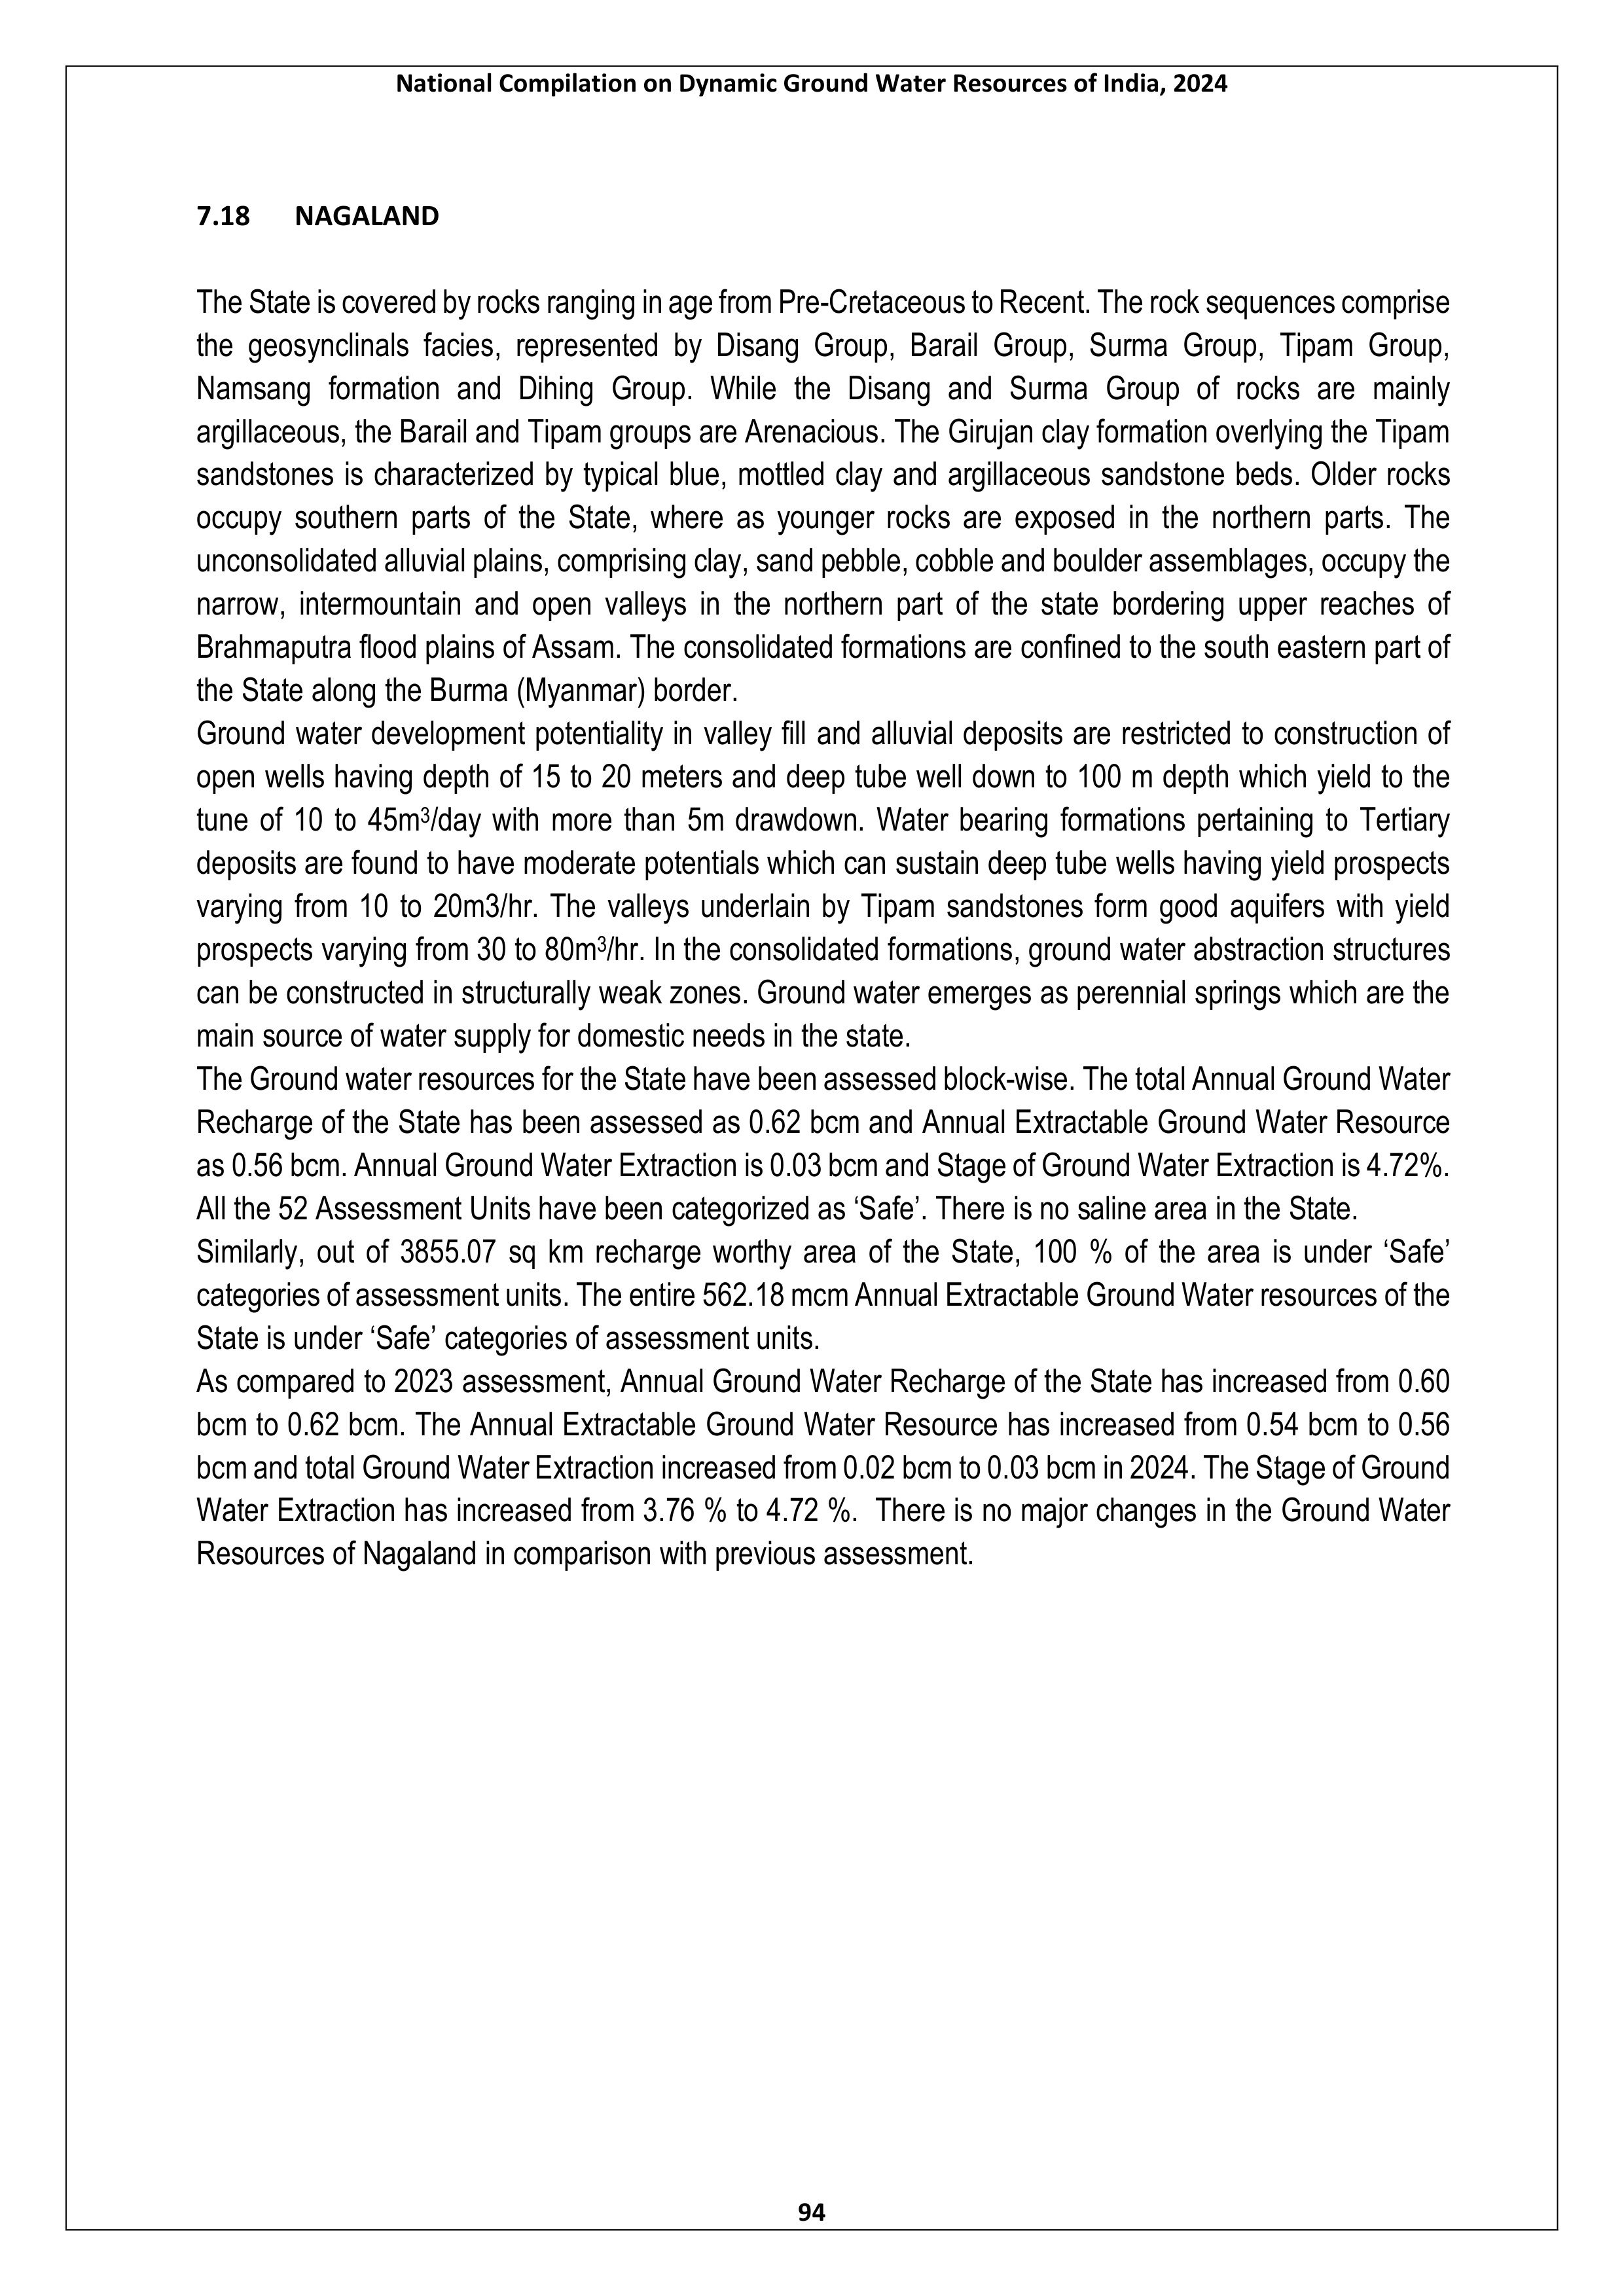 National Compilation on Dynamic Ground Water Resources of India, 2024
7.18 NAGALAND
The State is covered by rocks ranging in age from Pre-Cretaceous to Recent. The rock sequences comprise
the geosynclinals facies, represented by Disang Group, Barail Group, Surma Group, Tipam Group,
Namsang formation and Dihing Group. While the Disang and Surma Group of rocks are mainly
argillaceous, the Barail and Tipam groups are Arenacious. The Girujan clay formation overlying the Tipam
sandstones is characterized by typical blue, mottled clay and argillaceous sandstone beds. Older rocks
occupy southern parts of the State, where as younger rocks are exposed in the northern parts. The
unconsolidated alluvial plains, comprising clay, sand pebble, cobble and boulder assemblages, occupy the
narrow, intermountain and open valleys in the northern part of the state bordering upper reaches of
Brahmaputra flood plains of Assam. The consolidated formations are confined to the south eastern part of
the State along the Burma (Myanmar) border.
Ground water development potentiality in valley fill and alluvial deposits are restricted to construction of
open wells having depth of 15 to 20 meters and deep tube well down to 100 m depth which yield to the
tune of 10 to 45m³/day with more than 5m drawdown. Water bearing formations pertaining to Tertiary
deposits are found to have moderate potentials which can sustain deep tube wells having yield prospects
varying from 10 to 20m3/hr. The valleys underlain by Tipam sandstones form good aquifers with yield
prospects varying from 30 to 80m³/hr. In the consolidated formations, ground water abstraction structures
can be constructed in structurally weak zones. Ground water emerges as perennial springs which are the
main source of water supply for domestic needs in the state.
The Ground water resources for the State have been assessed block-wise. The total Annual Ground Water
Recharge of the State has been assessed as 0.62 bcm and Annual Extractable Ground Water Resource
as 0.56 bcm. Annual Ground Water Extraction is 0.03 bcm and Stage of Ground Water Extraction is 4.72%.
All the 52 Assessment Units have been categorized as ‘Safe’. There is no saline area in the State.
Similarly, out of 3855.07 sq km recharge worthy area of the State, 100 % of the area is under ‘Safe’
categories of assessment units. The entire 562.18 mcm Annual Extractable Ground Water resources of the
State is under ‘Safe’ categories of assessment units.
As compared to 2023 assessment, Annual Ground Water Recharge of the State has increased from 0.60
bcm to 0.62 bcm. The Annual Extractable Ground Water Resource has increased from 0.54 bcm to 0.56
bcm and total Ground Water Extraction increased from 0.02 bcm to 0.03 bcm in 2024. The Stage of Ground
Water Extraction has increased from 3.76 % to 4.72 %. There is no major changes in the Ground Water
Resources of Nagaland in comparison with previous assessment.
94